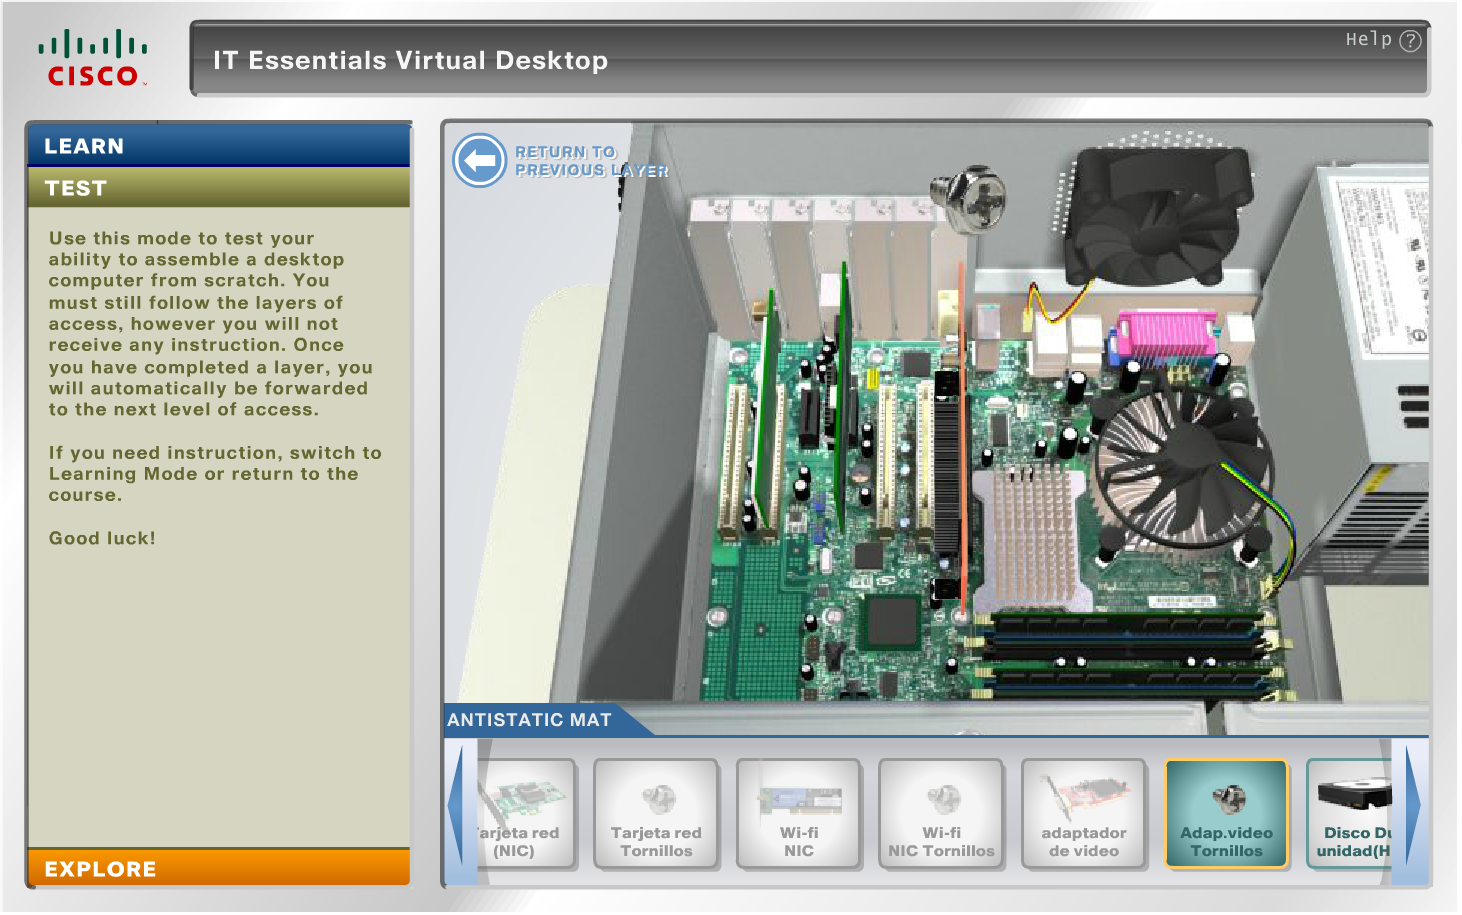 CISCO
IT Essentials Virtual Desktop
Help ?
LEARN
TEST
Use this mode to test your
ability to assemble a desktop
computer from scratch. You
must still follow the layers of
access, however you will not
receive any instruction. Once
you have completed a layer, you
will automatically be forwarded
to the next level of access.
If you need instruction, switch to
Learning Mode or return to the
course.
Good luck!
EXPLORE
RETURN TO
PREVIOUS LAYER
ANTISTATIC MAT
arjeta red
(NIC)
Tarjeta red
Tornillos
Wi-fi
NIC
Wi-fi
NIC Tornillos
adaptador
de video
Adap.video
Tornillos
Disco Du
unidad(H